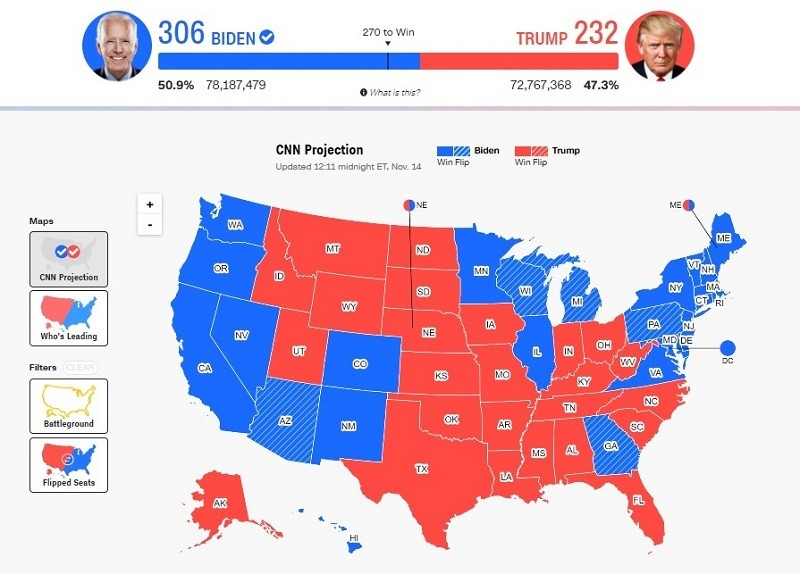 306 BIDEN
270 to Win
TRUMP 232
50.9% 78,187,479
What is this?
72,767,368 47.3%
CNN Projection
Updated 12:11 midnight ET, Nov. 14
Biden
Win Flip
Trump
Win Flip
Maps
CNN Projection
Who's Leading
Filters CLEAR
Battleground
Flipped Seats
+
-
NE
ME
WA
MT
ND
ME
OR
ID
MN
VT
NH
WY
SD
WI
MI
NY
MA
CT
RI
NV
UT
NE
IA
PA
NJ
CA
CO
IL
IN
OH
MD
DE
DC
KS
MO
WV
VA
KY
AZ
NM
OK
AR
TN
NC
SC
TX
LA
MS
AL
GA
FL
AK
HI